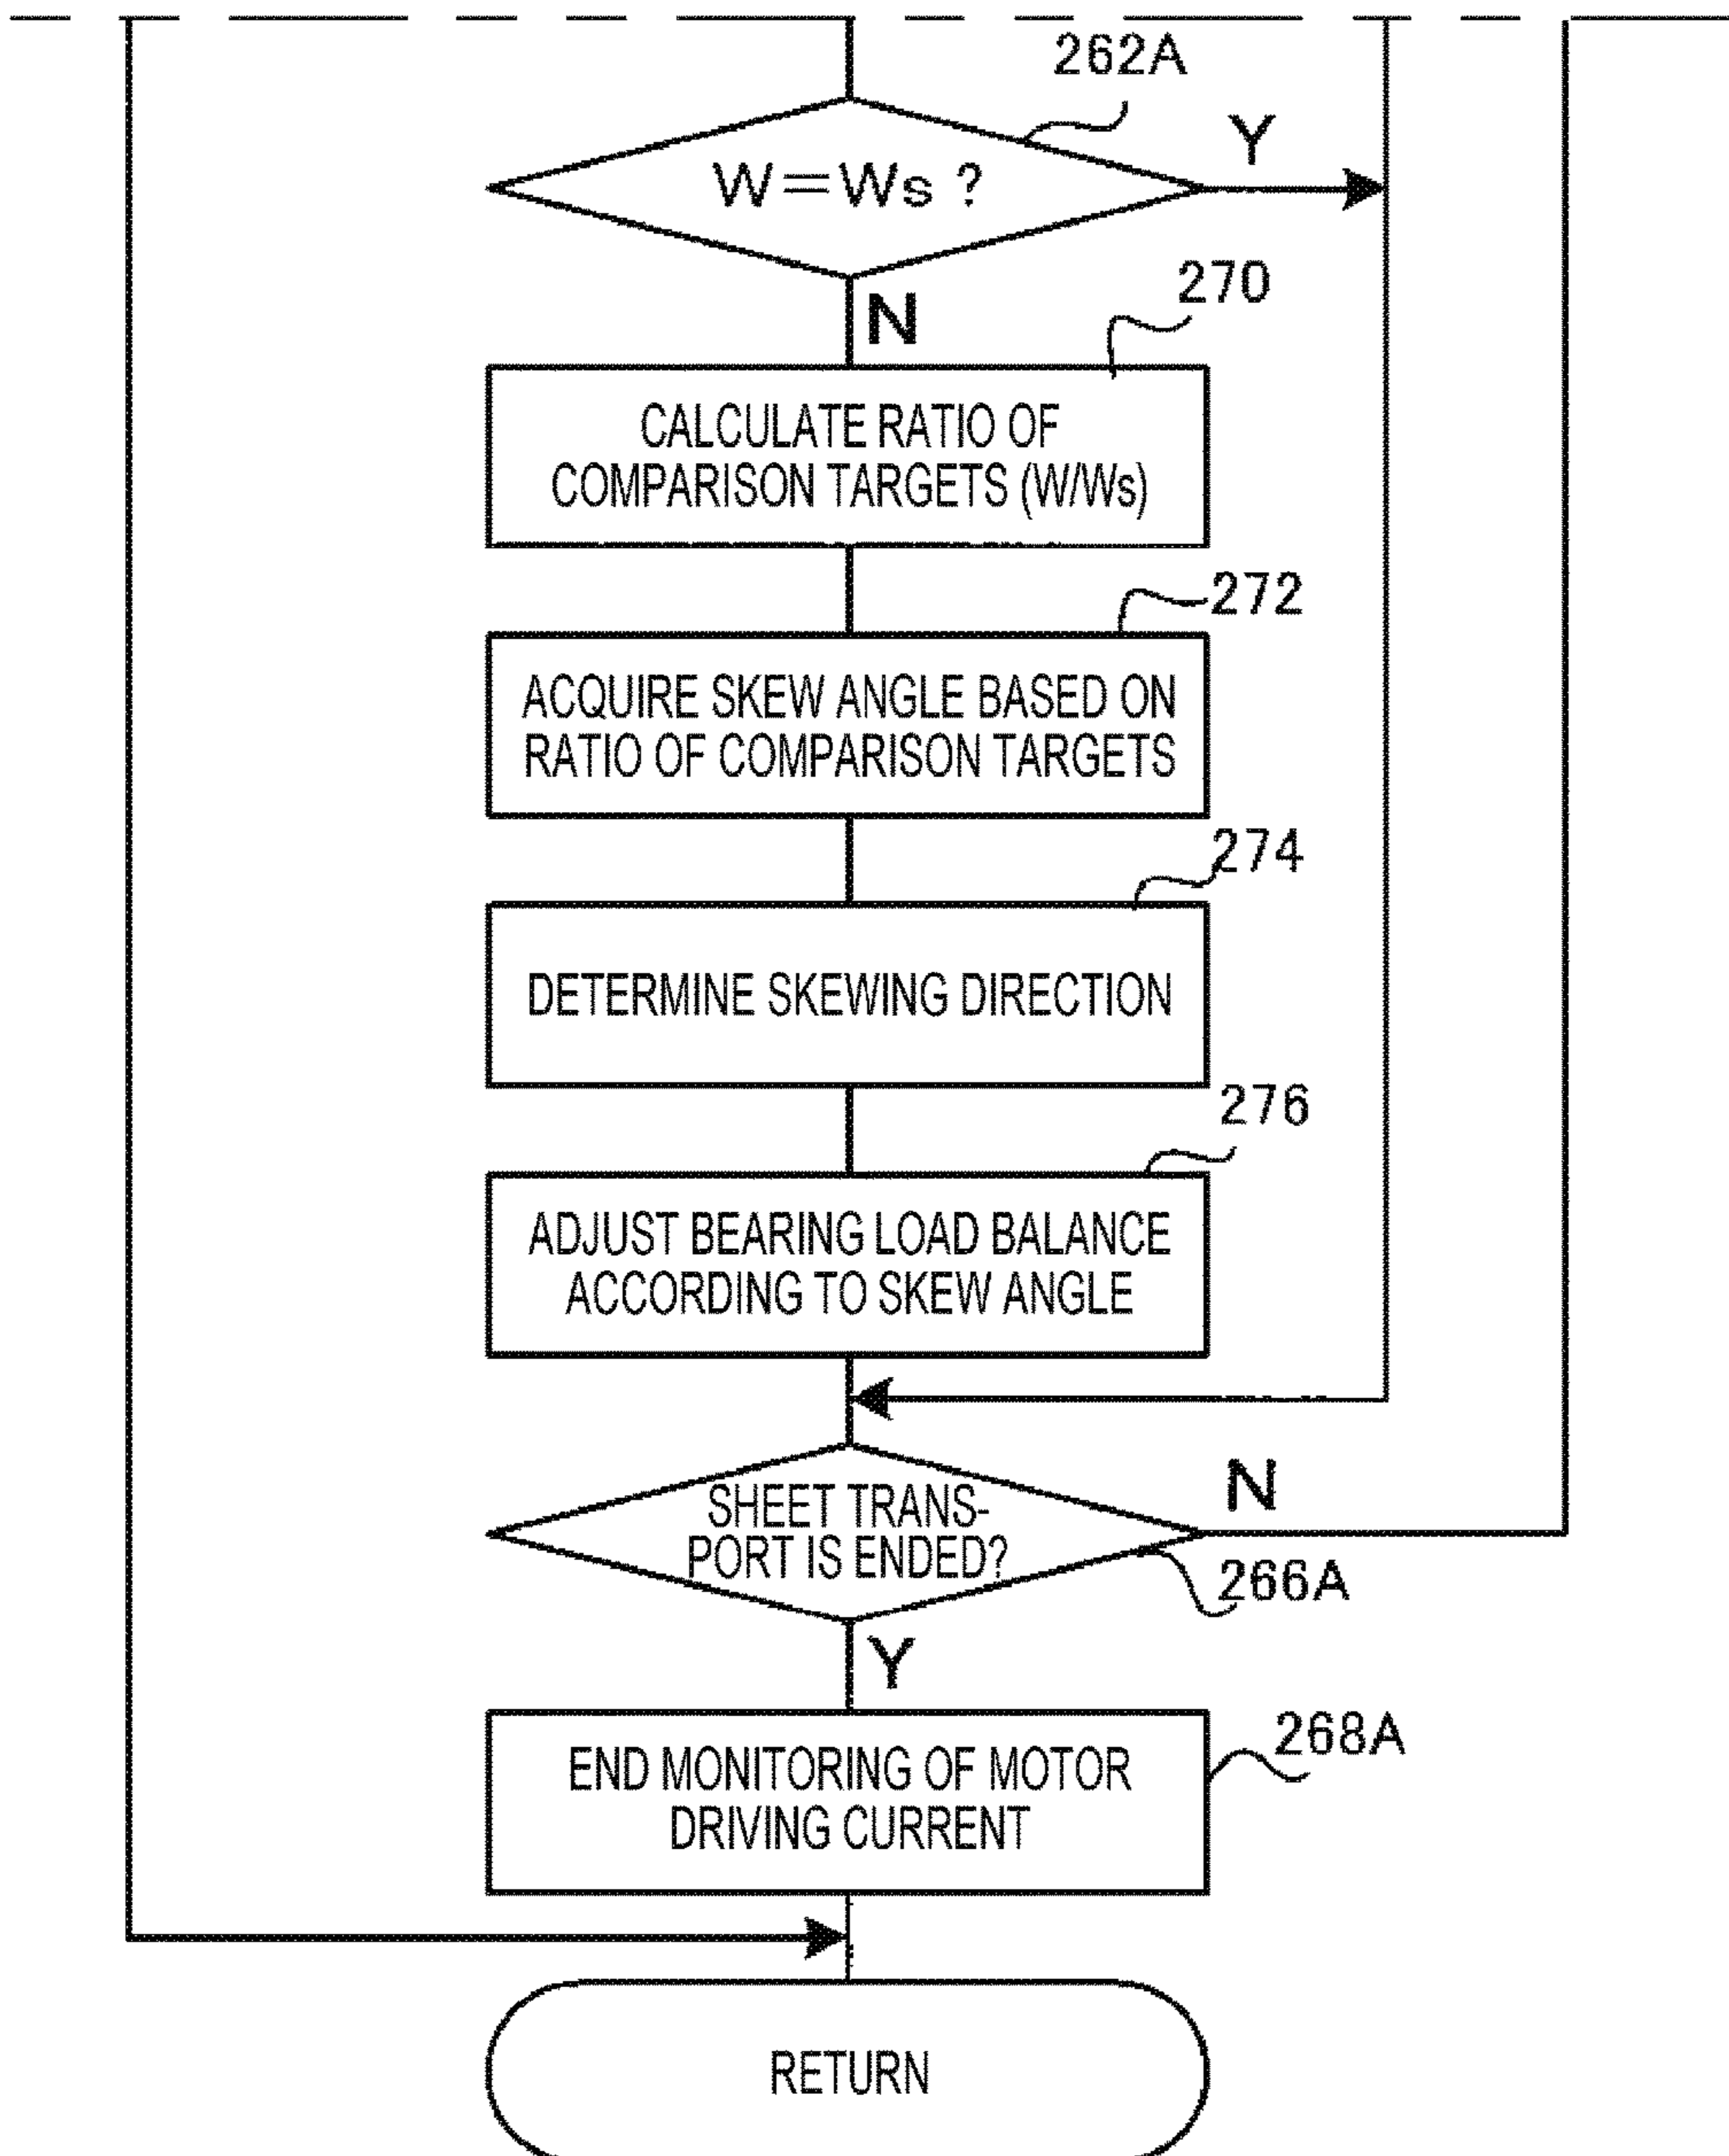 262A
W=Ws ?
Y
N
270
CALCULATE RATIO OF
COMPARISON TARGETS (W/Ws)
272
ACQUIRE SKEW ANGLE BASED ON
RATIO OF COMPARISON TARGETS
274
DETERMINE SKEWING DIRECTION
276
ADJUST BEARING LOAD BALANCE
ACCORDING TO SKEW ANGLE
SHEET TRANS-
PORT IS ENDED?
N
266A
Y
268A
END MONITORING OF MOTOR
DRIVING CURRENT
RETURN